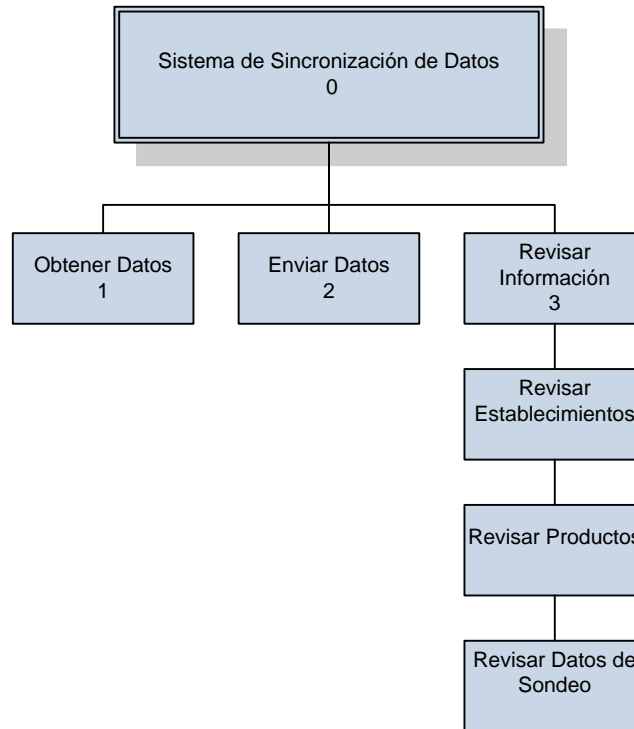 Sistema de Sincronización de Datos
0
Obtener Datos
1
Enviar Datos
2
Revisar
Información
3
Revisar
Establecimientos
Revisar Productos
Revisar Datos de
Sondeo